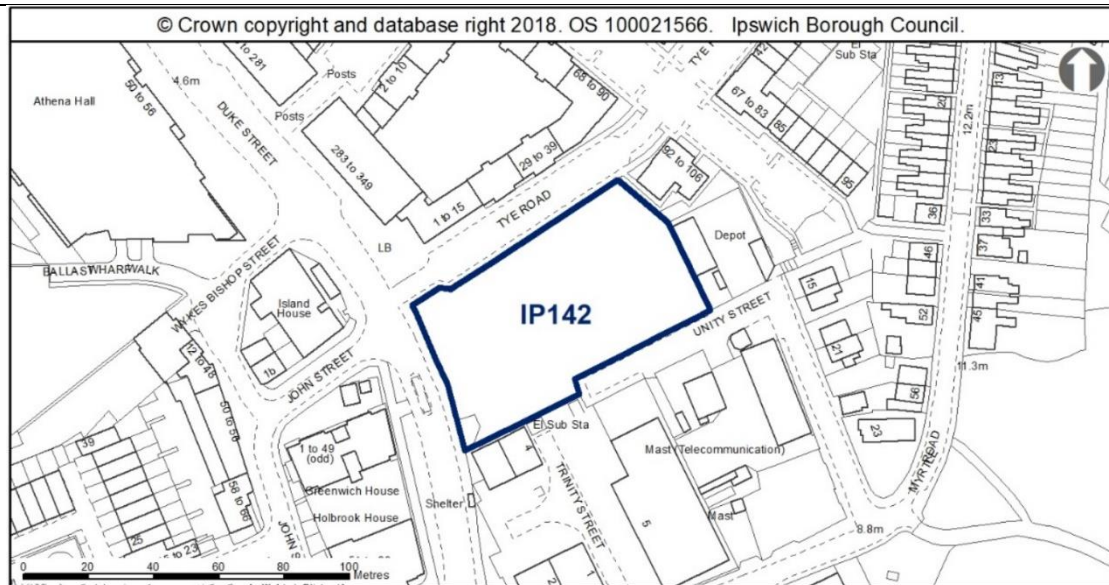 © Crown copyright and database right 2018. OS 100021566. Ipswich Borough Council.
Athena Hall
50 to 56
4.6m
DUKE STREET
281
Posts
Posts
2 to 10
68 to 90
283 to 349
29 to 39
1 to 15
TYE ROAD
TYE
El
Sub Sta
67 to 83
85
95
20
12.2m
13
23
36
33
37
46
41
45
52
92 to 106
Depot
LB
BALLAST WHARF WALK
WYKES BISHOP STREET
Island
House
1b
JOHN STREET
IP142
UNITY STREET
15
21
56
11.3m
23
MYRTLE ROAD
12 to 48
50 to 56
58 to 66
39
25
1 to 49
(odd)
Greenwich House
Holbrook House
Shelter
El Sub Sta
4
TRINITY STREET
Mast (Telecommunication)
Mast
8.8m
5
2
1
0 20 40 60 80 100
Metres